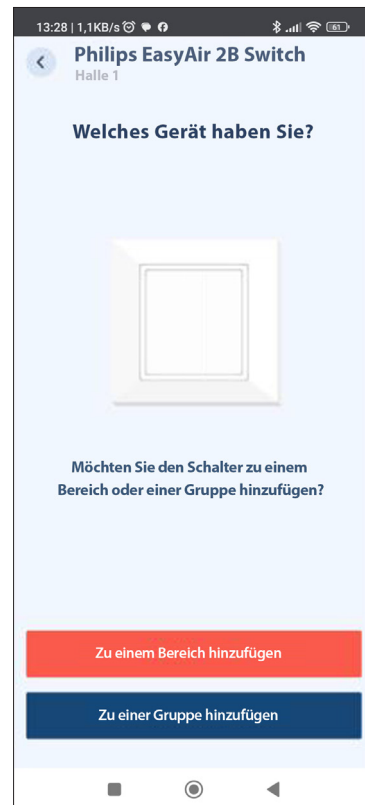 13:28 | 1,1KB/s
61
Philips EasyAir 2B Switch
Halle 1
Welches Gerät haben Sie?
Möchten Sie den Schalter zu einem
Bereich oder einer Gruppe hinzufügen?
Zu einem Bereich hinzufügen
Zu einer Gruppe hinzufügen